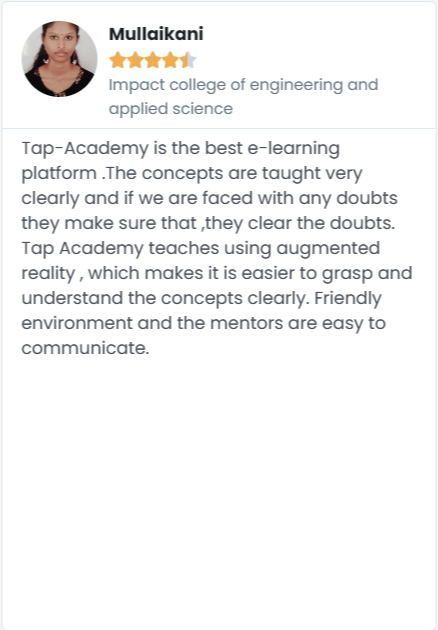 Mullaikani
Impact college of engineering and
applied science
Tap-Academy is the best e-learning
platform .The concepts are taught very
clearly and if we are faced with any doubts
they make sure that ,they clear the doubts.
Tap Academy teaches using augmented
reality , which makes it is easier to grasp and
understand the concepts clearly. Friendly
environment and the mentors are easy to
communicate.